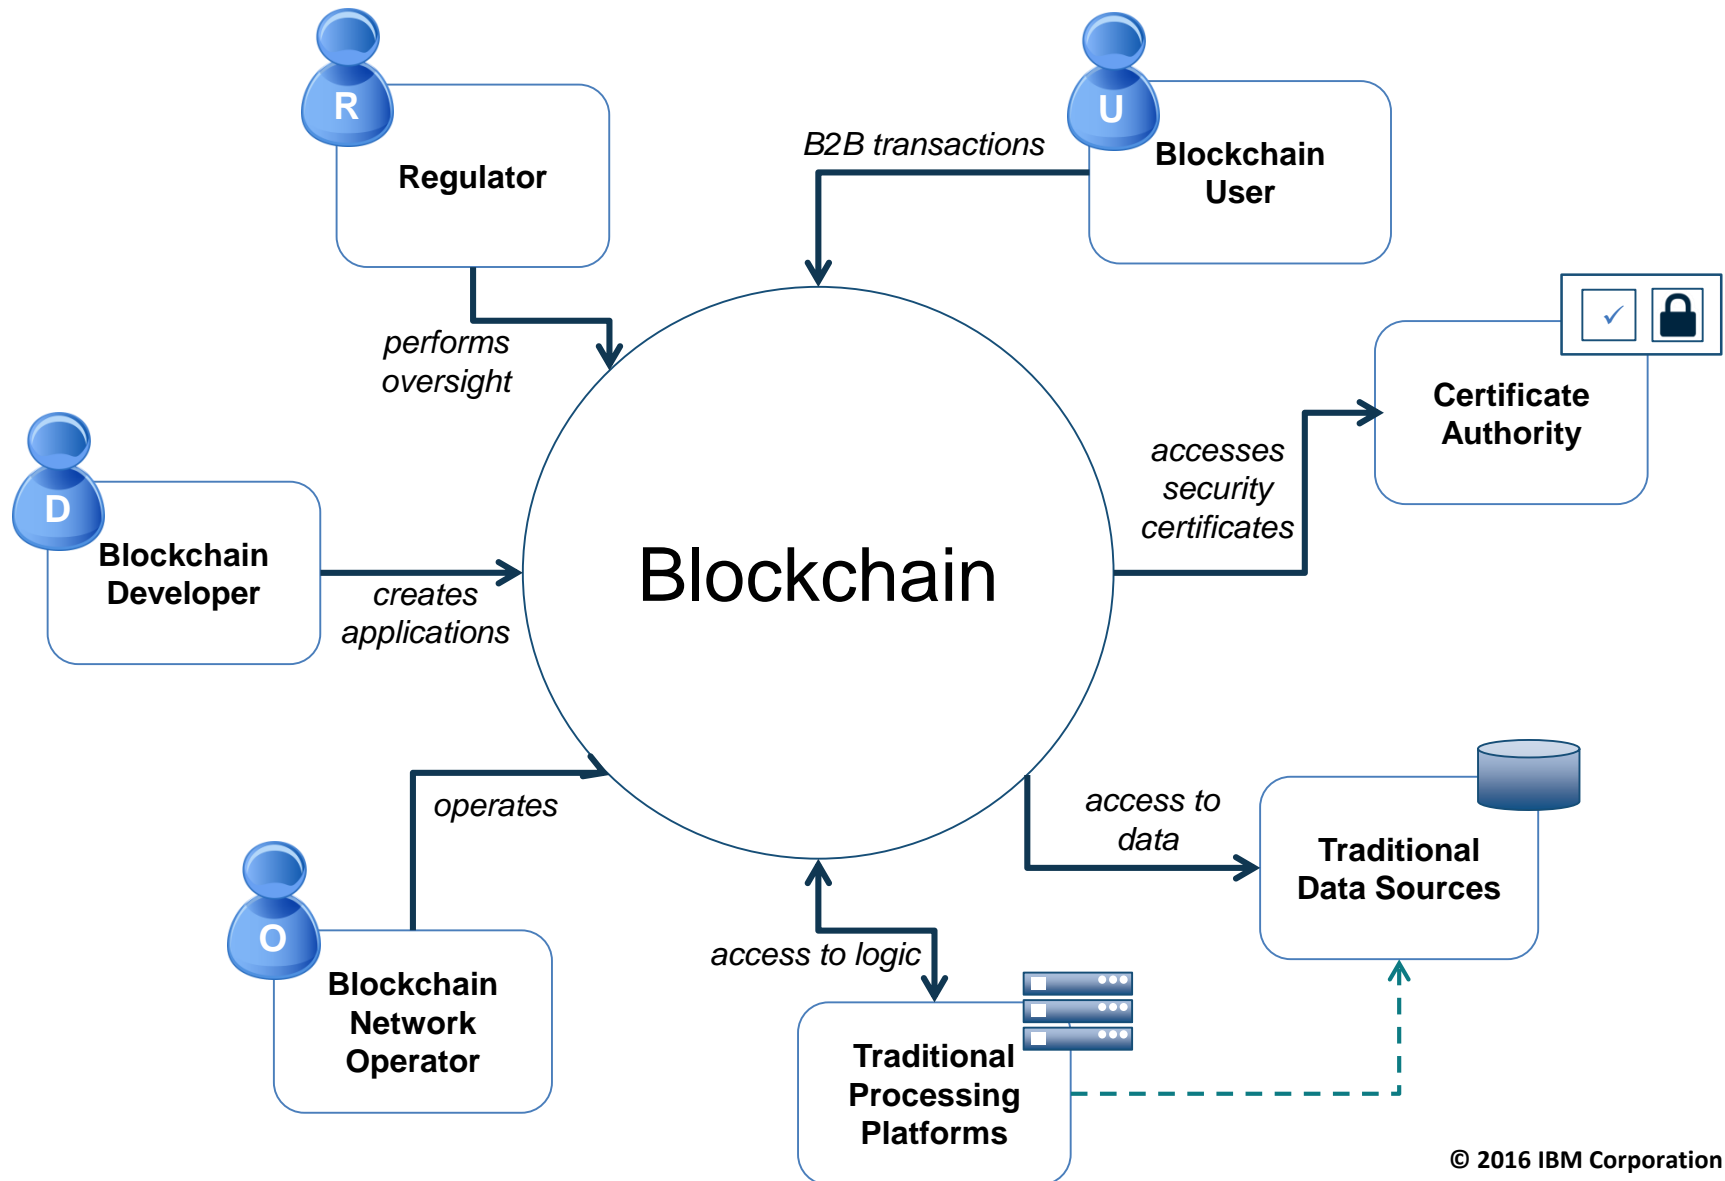 R
Regulator
U
Blockchain
User
B2B transactions
performs
oversight
Certificate
Authority
accesses
security
certificates
D
Blockchain
Developer
creates
applications
Blockchain
operates
O
Blockchain
Network
Operator
access to logic
Traditional
Processing
Platforms
access to
data
Traditional
Data Sources
© 2016 IBM Corporation